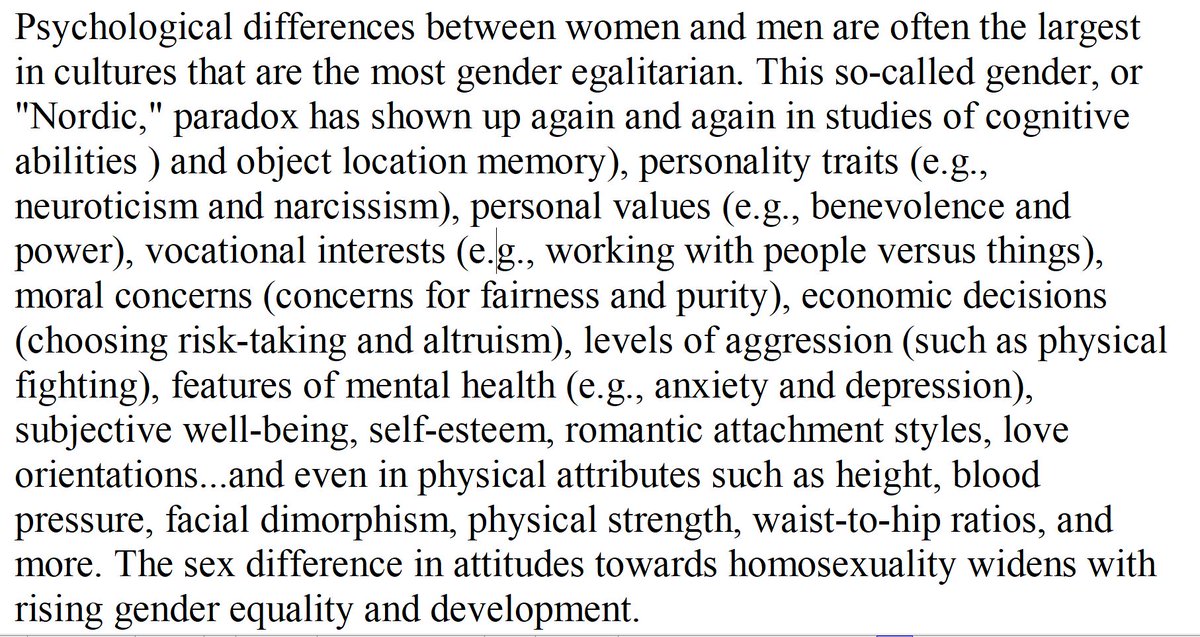 Psychological differences between women and men are often the largest
in cultures that are the most gender egalitarian. This so-called gender, or
"Nordic," paradox has shown up again and again in studies of cognitive
abilities ) and object location memory), personality traits (e.g.,
neuroticism and narcissism), personal values (e.g., benevolence and
power), vocational interests (e.g., working with people versus things),
moral concerns (concerns for fairness and purity), economic decisions
(choosing risk-taking and altruism), levels of aggression (such as physical
fighting), features of mental health (e.g., anxiety and depression),
subjective well-being, self-esteem, romantic attachment styles, love
orientations...and even in physical attributes such as height, blood
pressure, facial dimorphism, physical strength, waist-to-hip ratios, and
more. The sex difference in attitudes towards homosexuality widens with
rising gender equality and development.